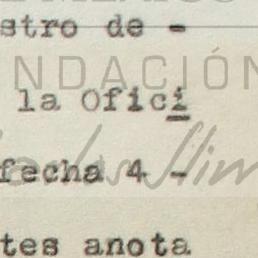 stro de -
NDACIÓN
la Ofici
fecha 4 -
tes anota